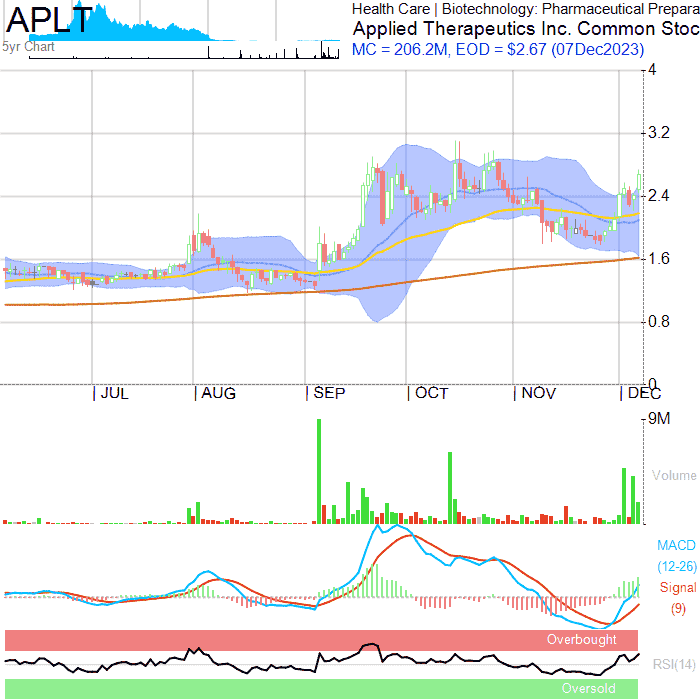 APLT
5yr Chart
Health Care | Biotechnology: Pharmaceutical Prepara
Applied Therapeutics Inc. Common Stoc
MC = 206.2M, EOD = $2.67 (07Dec2023)
4
3.2
2.4
1.6
0.8
0
JUL AUG SEP OCT NOV DEC
9M
Volume
MACD
(12-26)
Signal
(9)
Overbought
RSI(14)
Oversold